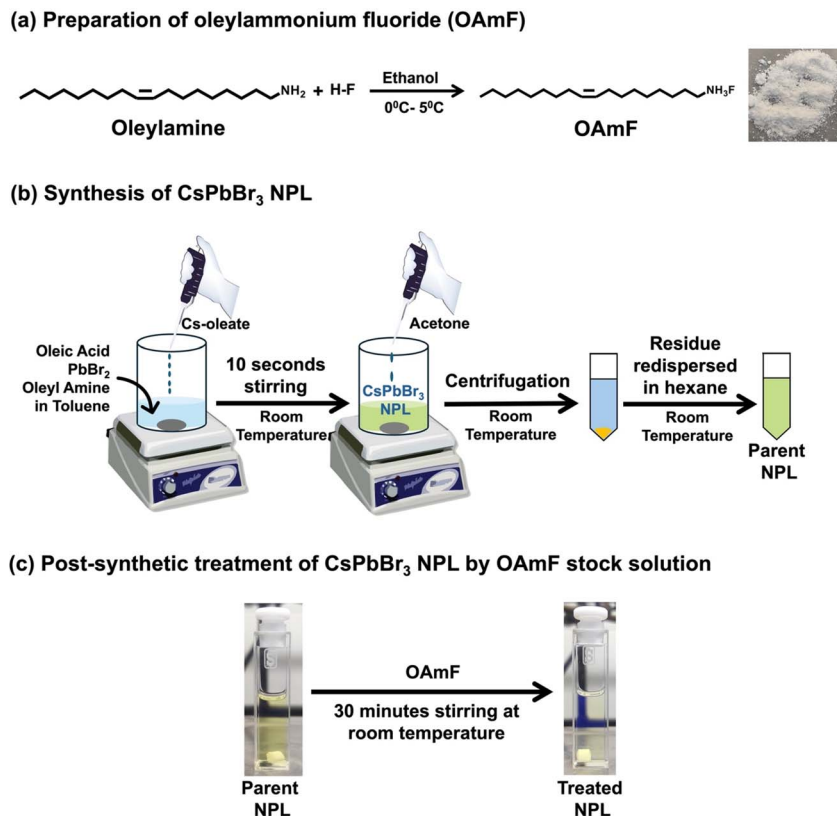 (a) Preparation of oleylammonium fluoride (OAmF)
NH₂ + H-F
Ethanol
0⁰C- 5⁰C
NH₃F
Oleylamine
OAmF
(b) Synthesis of CsPbBr₃ NPL
Cs-oleate
Oleic Acid
PbBr₂
Oleyl Amine
in Toluene
10 seconds
stirring
Room
Temperature
Acetone
CsPbBr₃
NPL
Centrifugation
Room
Temperature
Residue
redispersed
in hexane
Room
Temperature
Parent
NPL
(c) Post-synthetic treatment of CsPbBr₃ NPL by OAmF stock solution
OAmF
30 minutes stirring at
room temperature
Parent
NPL
Treated
NPL